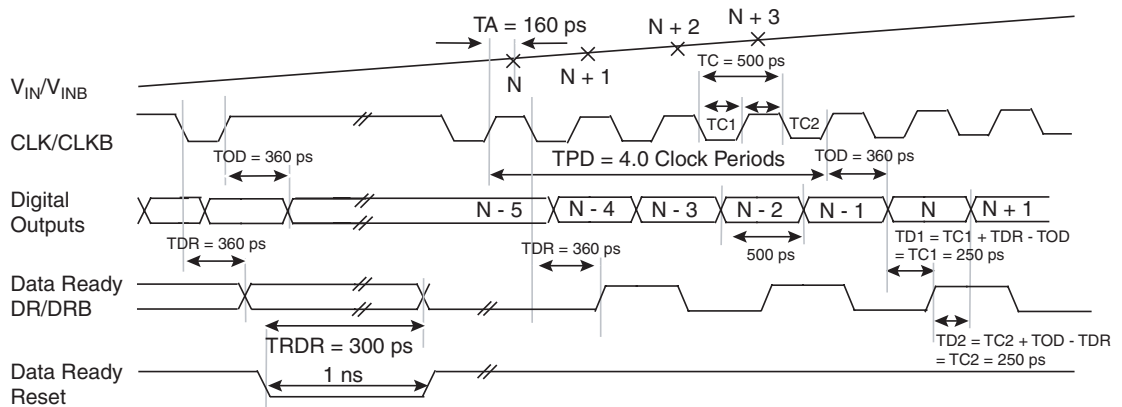 TA = 160 ps
N + 3
N + 2
N + 1
N
TC = 500 ps
V_IN/V_INB
TC1
TC2
CLK/CLKB
TOD = 360 ps
TPD = 4.0 Clock Periods
TOD = 360 ps
Digital
Outputs
N - 5
N - 4
N - 3
N - 2
N - 1
N
N + 1
TDR = 360 ps
TDR = 360 ps
500 ps
TD1 = TC1 + TDR - TOD
= TC1 = 250 ps
Data Ready
DR/DRB
TRDR = 300 ps
TD2 = TC2 + TOD - TDR
= TC2 = 250 ps
Data Ready
Reset
1 ns